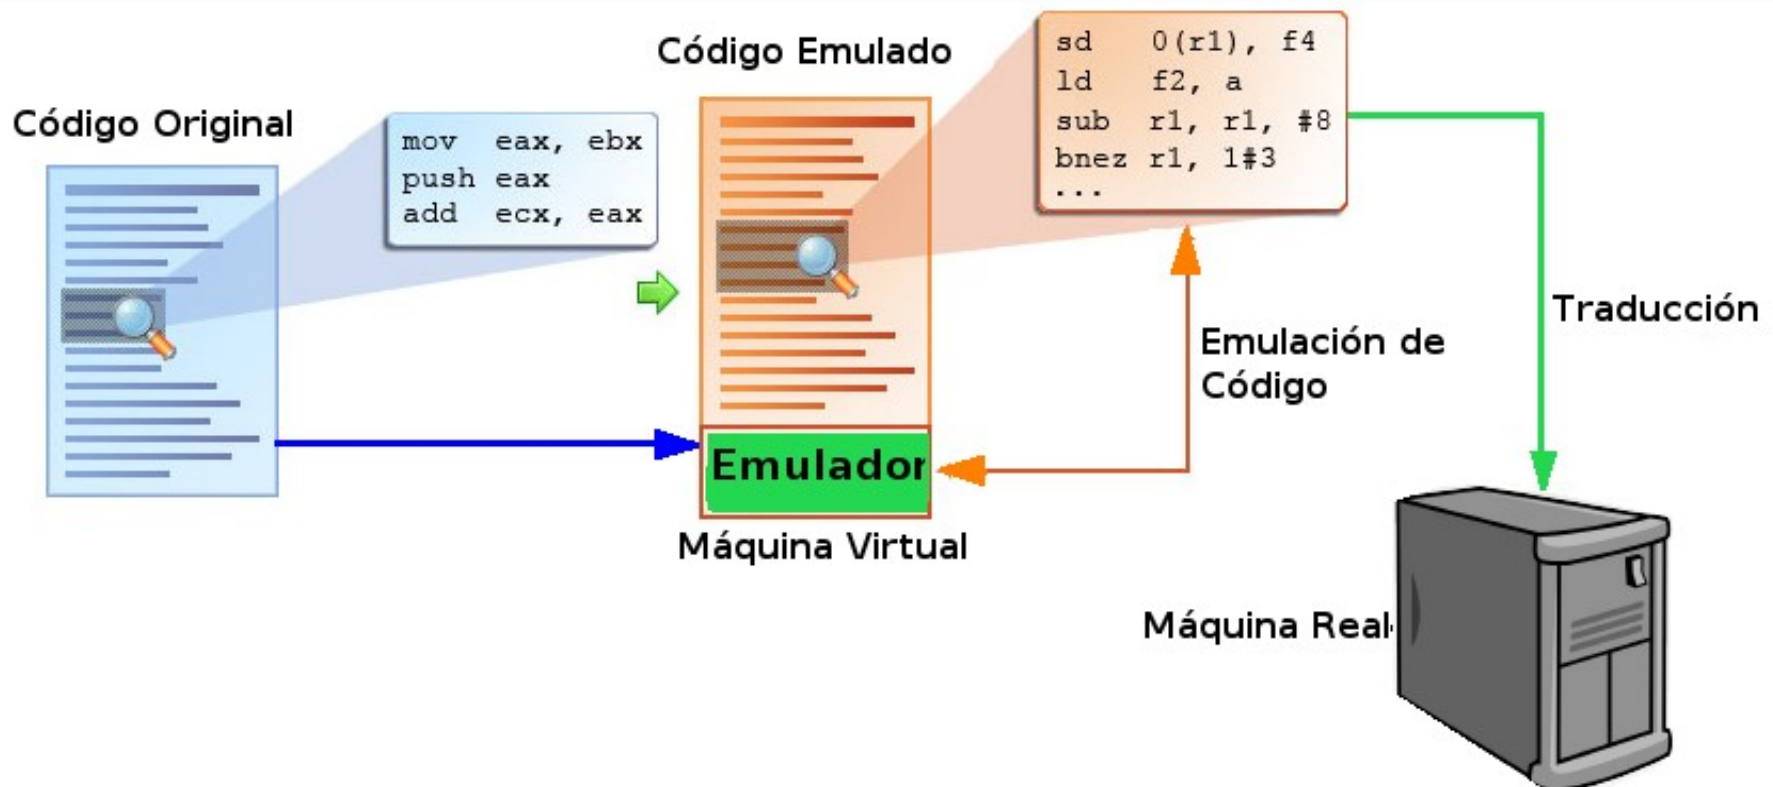 Código Original
mov eax, ebx
push eax
add ecx, eax
Código Emulado
sd 0(r1), f4
ld f2, a
sub r1, r1, #8
bnez r1, 1#3
...
Emulador
Máquina Virtual
Emulación de
Código
Traducción
Máquina Real